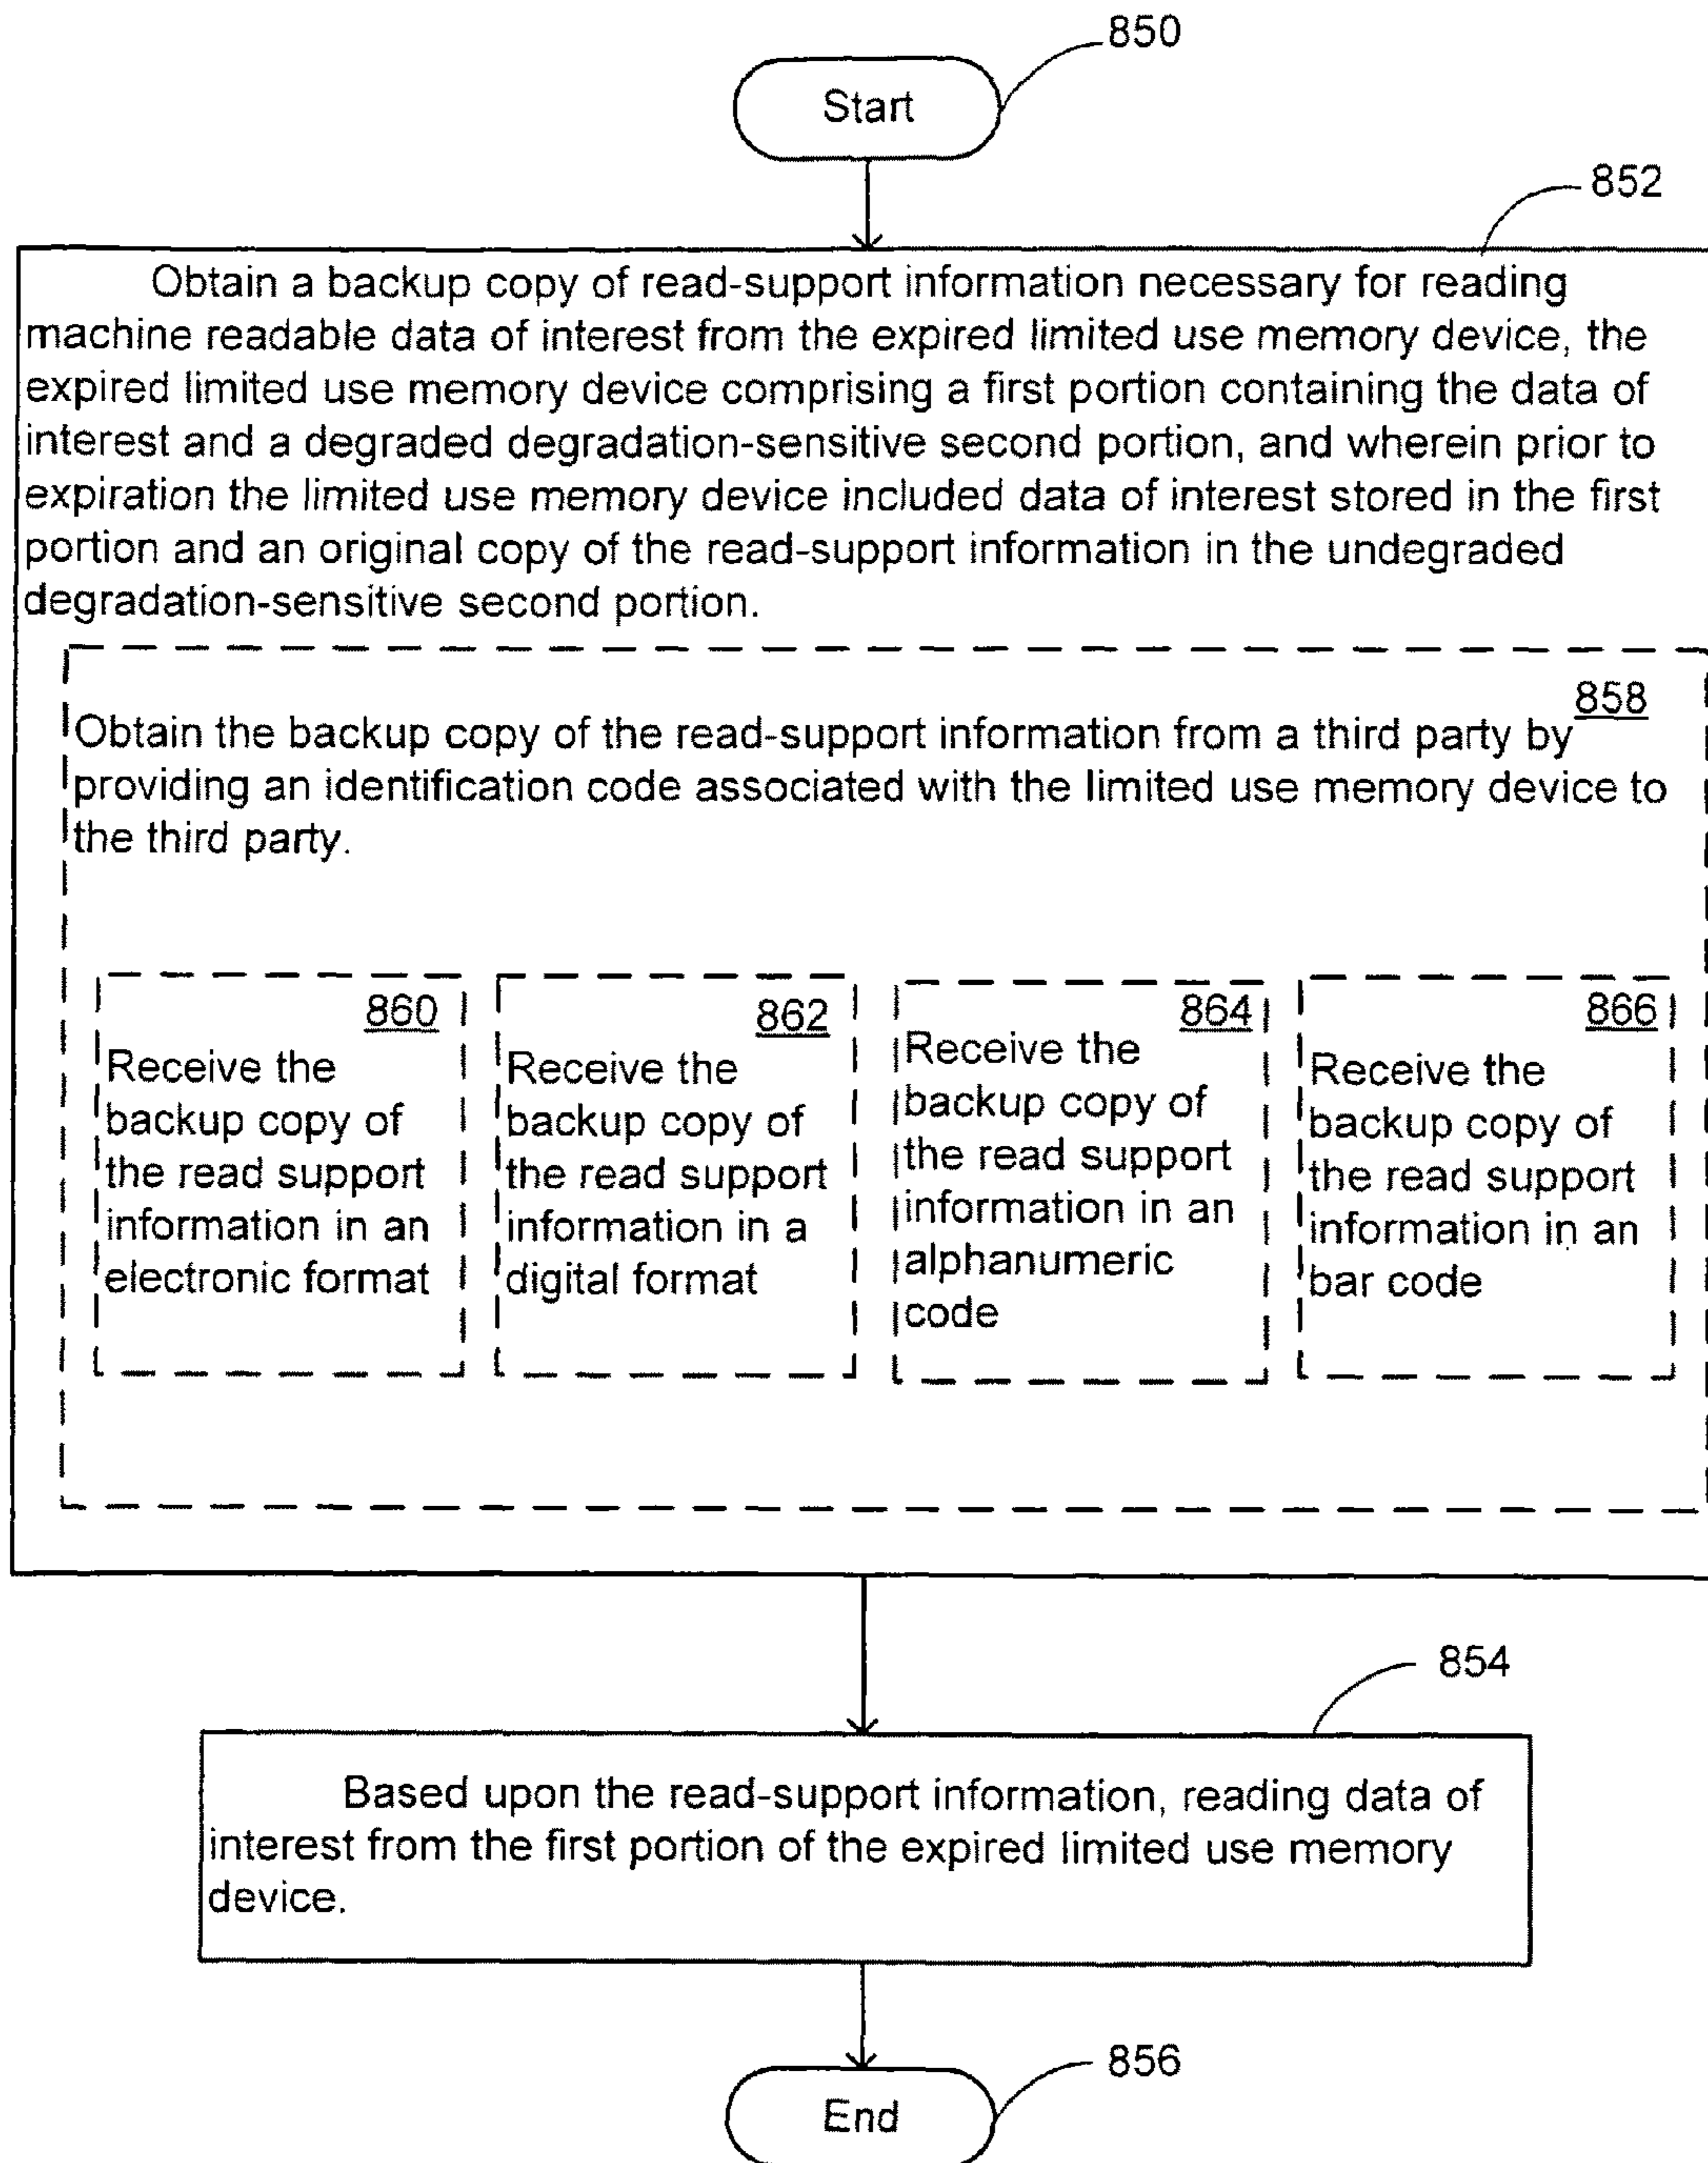 850
Start
852
Obtain a backup copy of read-support information necessary for reading
machine readable data of interest from the expired limited use memory device, the
expired limited use memory device comprising a first portion containing the data of
interest and a degraded degradation-sensitive second portion, and wherein prior to
expiration the limited use memory device included data of interest stored in the first
portion and an original copy of the read-support information in the undegraded
degradation-sensitive second portion.
858
Obtain the backup copy of the read-support information from a third party by
providing an identification code associated with the limited use memory device to
the third party.
860
Receive the
backup copy of
the read support
information in an
electronic format
862
Receive the
backup copy of
the read support
information in a
digital format
864
Receive the
backup copy of
the read support
information in an
alphanumeric
code
866
Receive the
backup copy of
the read support
information in an
bar code
854
Based upon the read-support information, reading data of
interest from the first portion of the expired limited use memory
device.
856
End